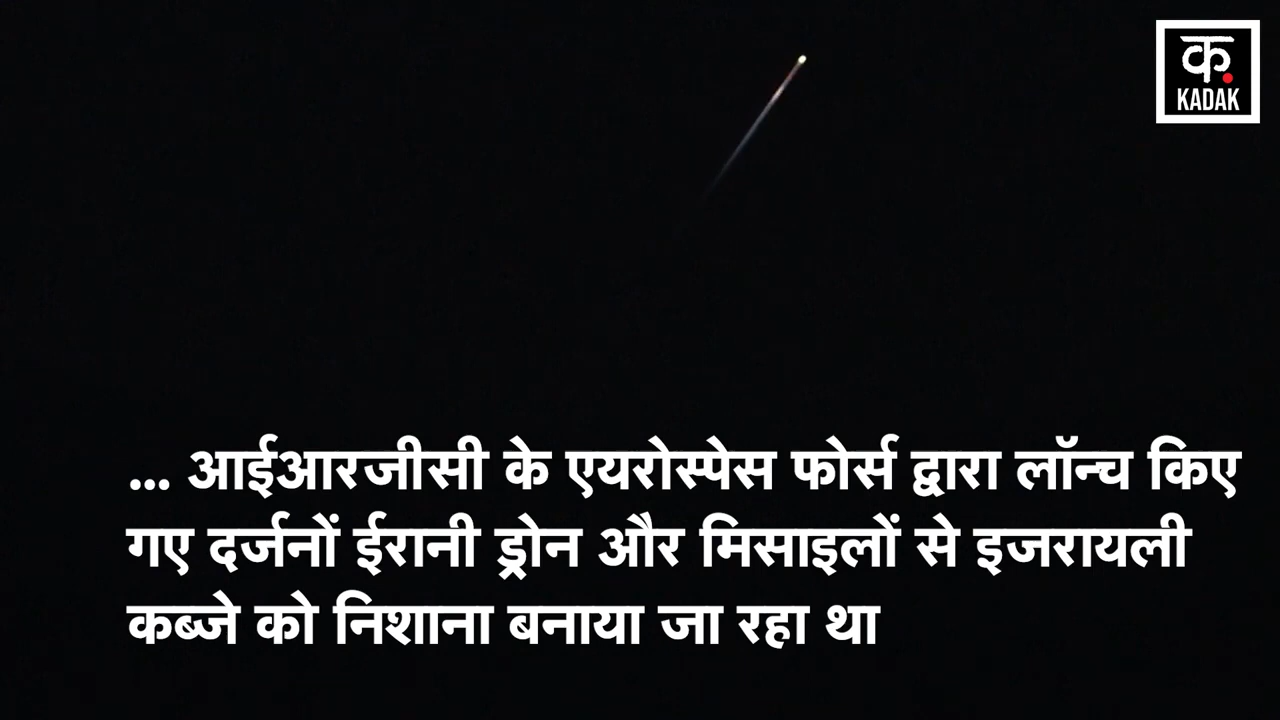 क.
KADAK
... आईआरजीसी के एयरोस्पेस फोर्स द्वारा लॉन्च किए
गए दर्जनों ईरानी ड्रोन और मिसाइलों से इजरायली
कब्जे को निशाना बनाया जा रहा था